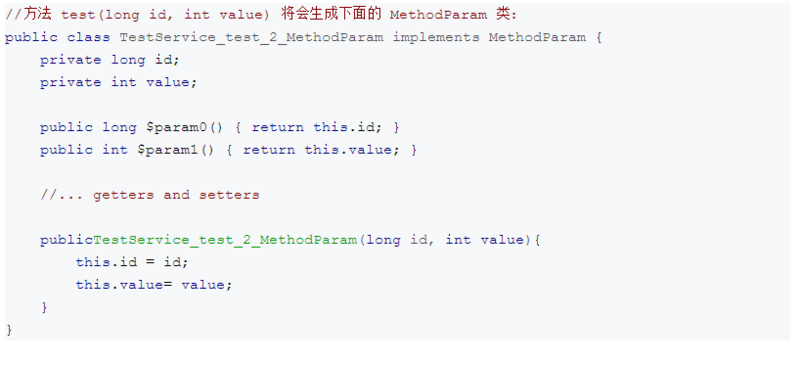 //方法 test(long id, int value) 将会生成下面的 MethodParam 类:
public class TestService_test_2_MethodParam implements MethodParam {
private long id;
private int value;
public long $param0() { return this.id; }
public int $param1() { return this.value; }
//... getters and setters
publicTestService_test_2_MethodParam(long id, int value){
this.id = id;
this.value= value;
}
}